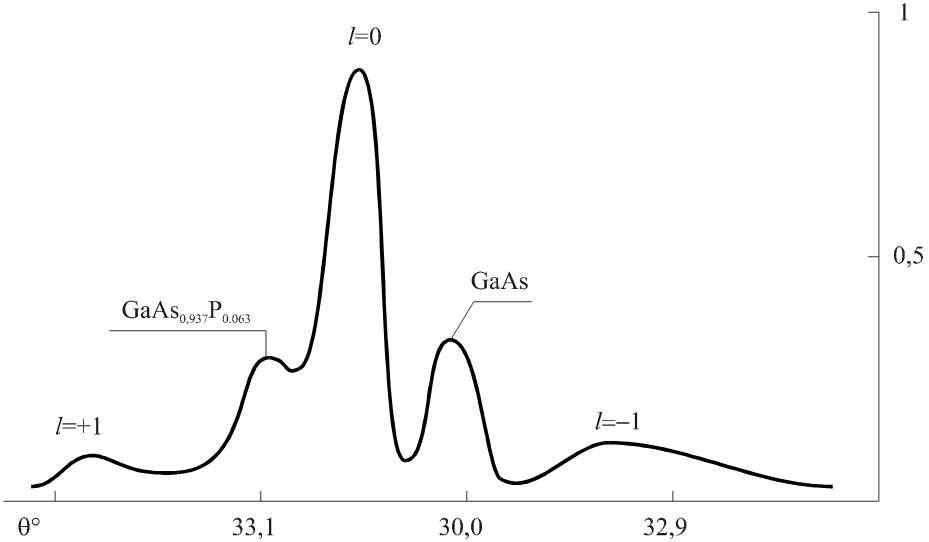 1
l=0
0,5
GaAs
GaAs0,937P0.063
l=+1
l=−1
θ° 33,1 30,0 32,9